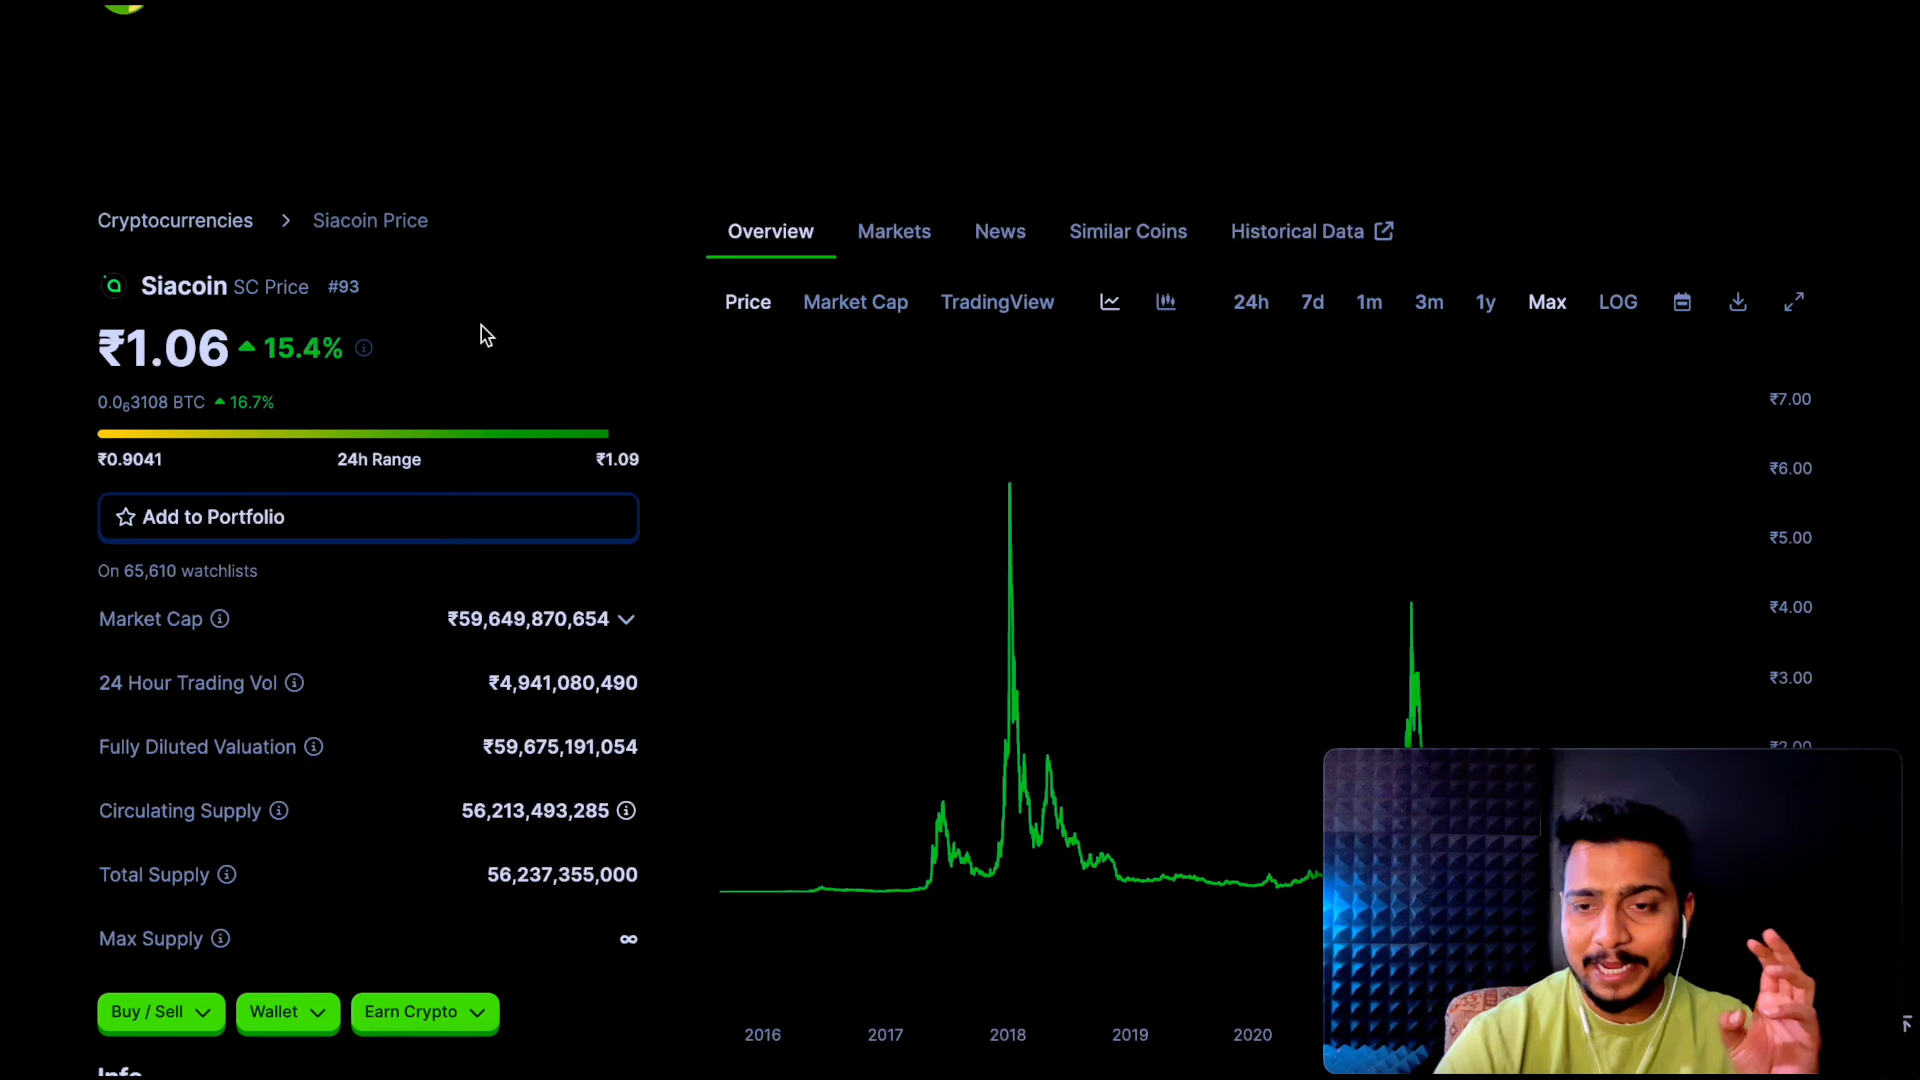 Cryptocurrencies > Siacoin Price
Siacoin SC Price #93
₹1.06 ▲ 15.4%
0.0₆3108 BTC ▲ 16.7%
₹0.9041 24h Range ₹1.09
Add to Portfolio
On 65,610 watchlists
Market Cap ₹59,649,870,654
24 Hour Trading Vol ₹4,941,080,490
Fully Diluted Valuation ₹59,675,191,054
Circulating Supply 56,213,493,285
Total Supply 56,237,355,000
Max Supply ∞
Buy / Sell Wallet Earn Crypto
Info
Overview Markets News Similar Coins Historical Data
Price Market Cap TradingView 24h 7d 1m 3m 1y Max LOG
₹7.00
₹6.00
₹5.00
₹4.00
₹3.00
₹2.00
2016 2017 2018 2019 2020